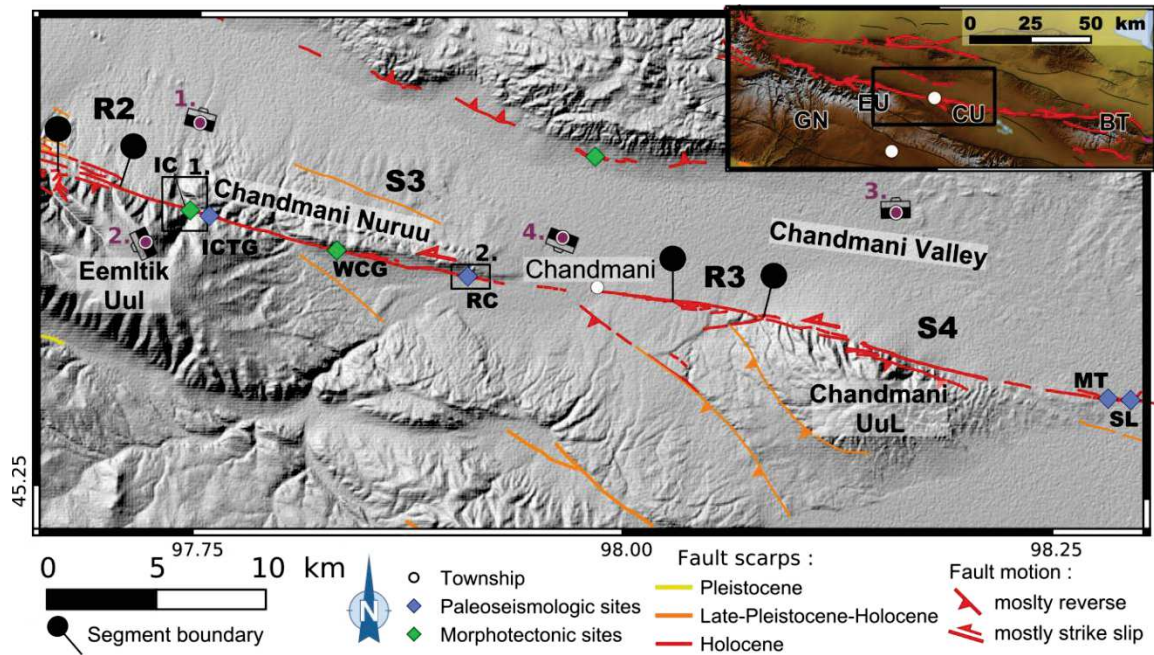 0 25 50
km
EU
CU
GN
BT
R2
1.
IC
1.
S3
3.
Chandmani Nuruu
ICTG
2.
4.
Chandmani Valley
Eemltik
Uul
WCG
2.
Chandmani
R3
RC
S4
Chandmani
UuL
MT
SL
45.25
97.75 98.00 98.25
0 5 10 km
Segment boundary
N
Township
Paleoseismologic sites
Morphotectonic sites
Fault scarps :
Pleistocene
Late-Pleistocene-Holocene
Holocene
Fault motion :
moslty reverse
mostly strike slip